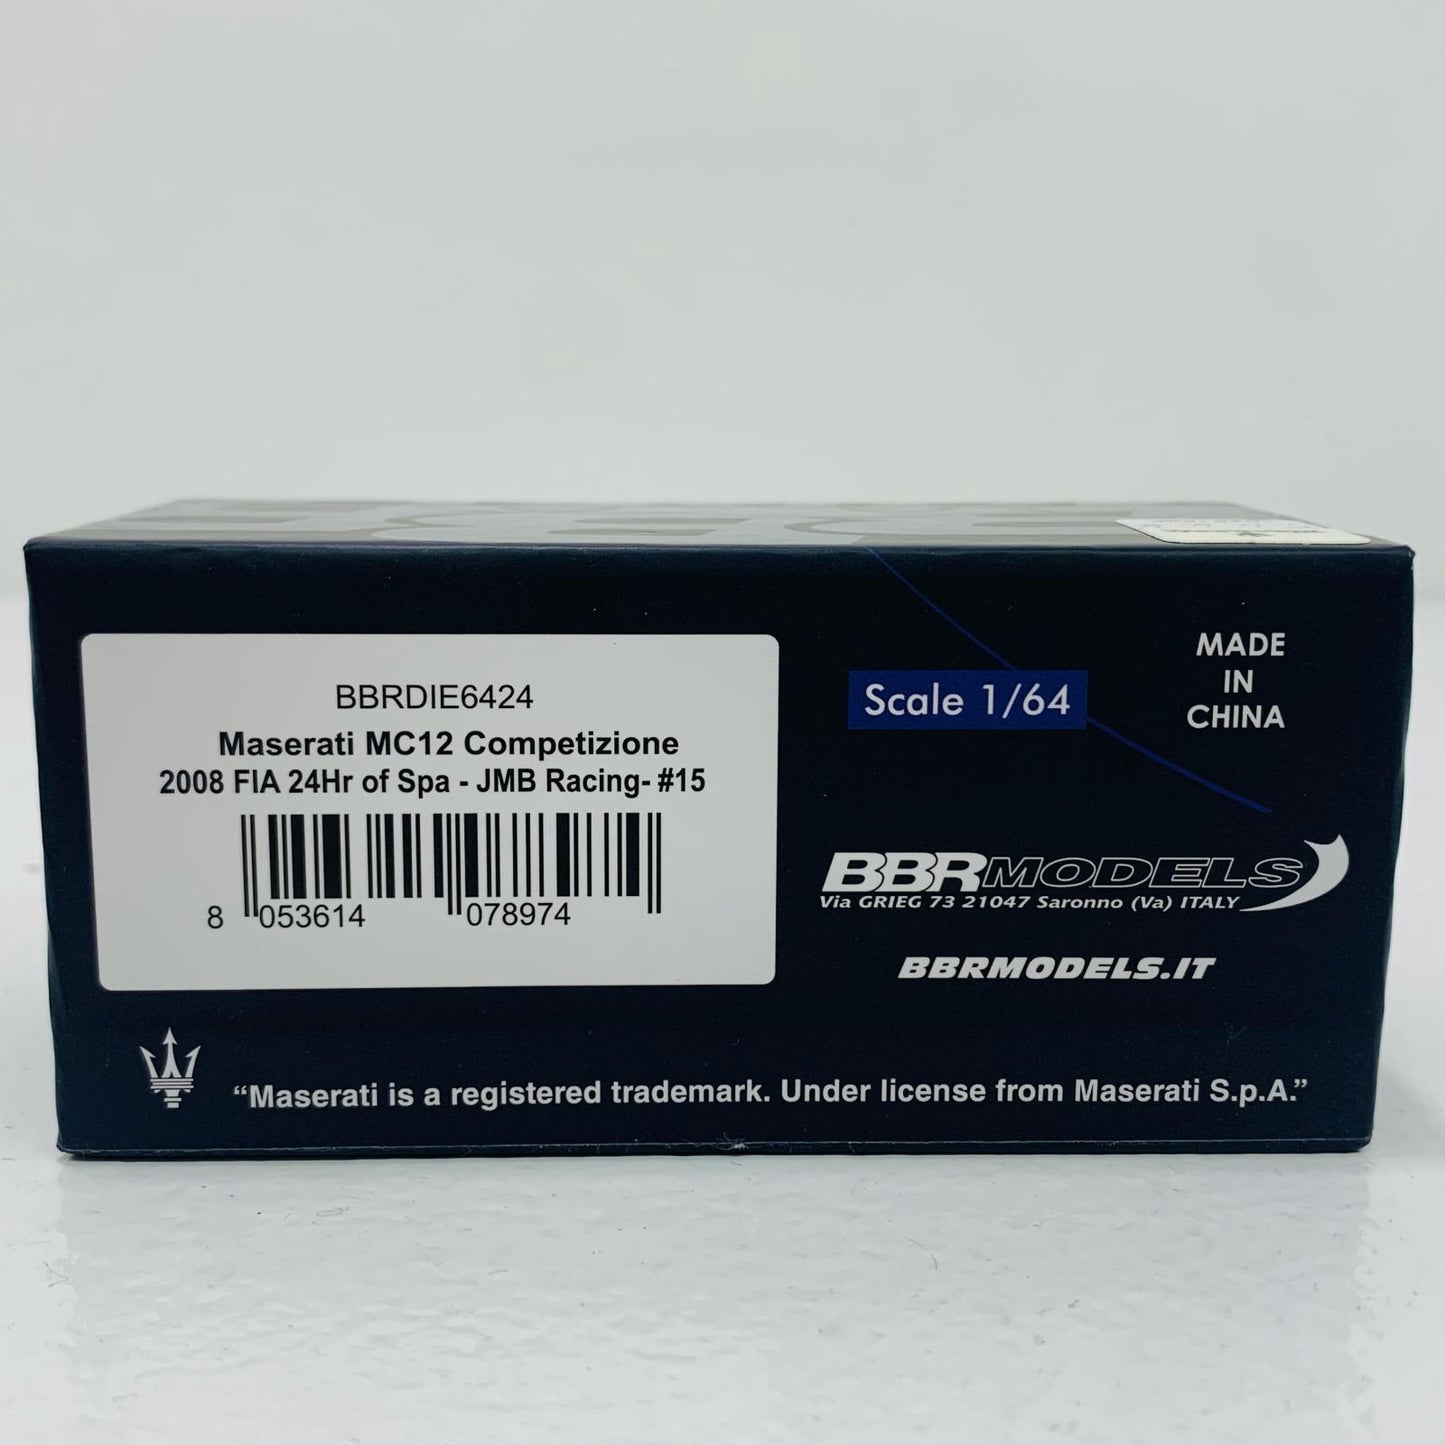 BBRDIE6424
Maserati MC12 Competizione
2008 FIA 24Hr of Spa - JMB Racing- #15
8 053614 078974
Scale 1/64
MADE
IN
CHINA
BBRMODELS
Via GRIEG 73 21047 Saronno (Va) ITALY
BBRMODELS.IT
“Maserati is a registered trademark. Under license from Maserati S.p.A.”